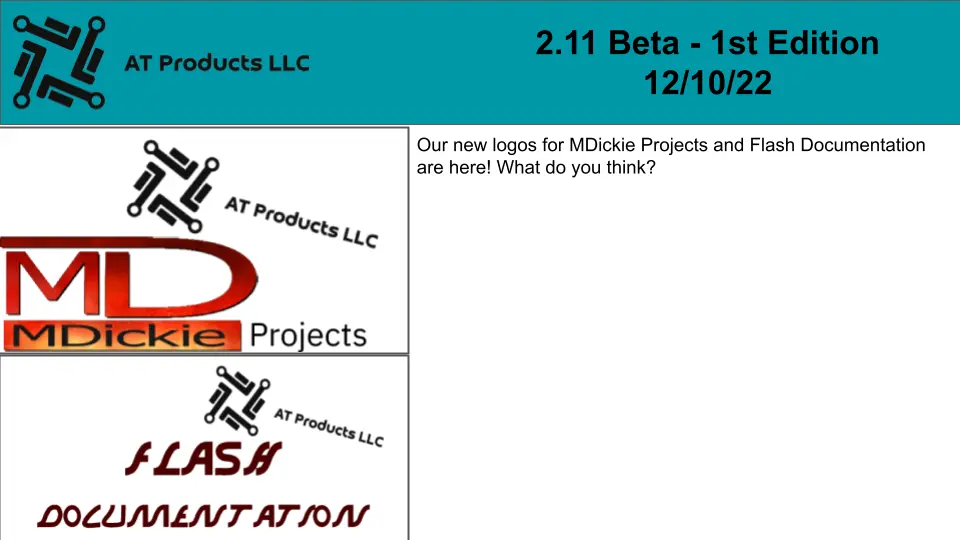 AT Products LLC
2.11 Beta - 1st Edition
12/10/22
AT Products LLC
MD
MDickie Projects
Our new logos for MDickie Projects and Flash Documentation
are here! What do you think?
AT Products LLC
FLASH
DOCUMENTATION